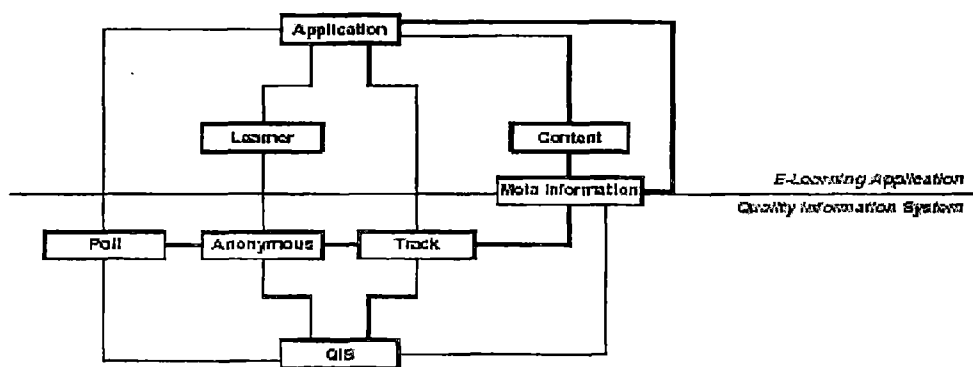 Application
Learner
Content
Meta Information
E-Learning Application
Quality Information System
Poll
Anonymous
Track
QIS